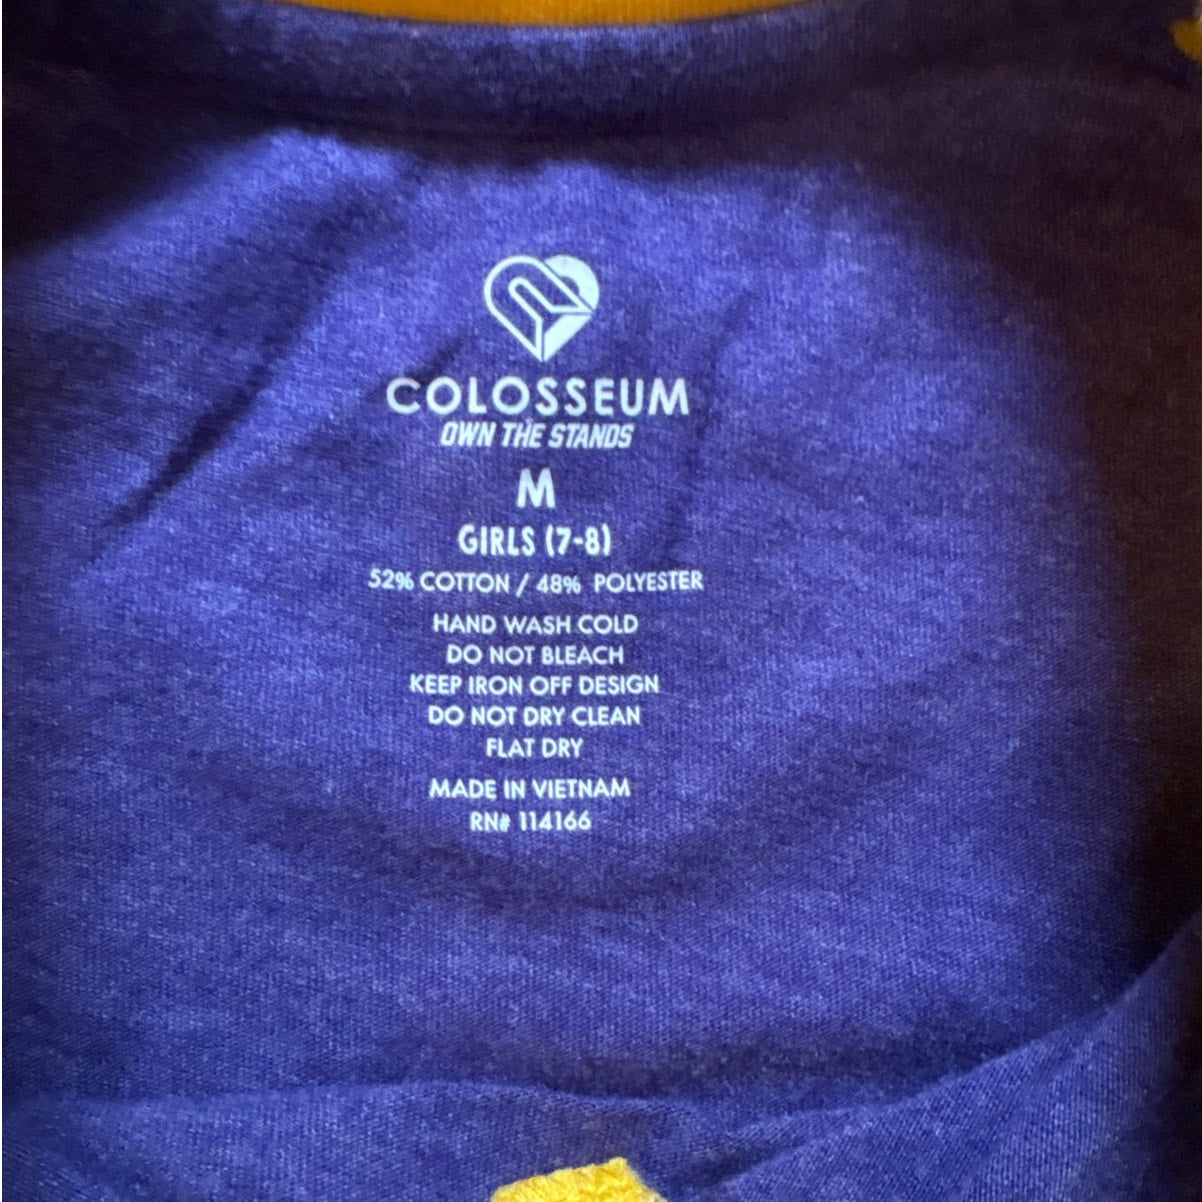 COLOSSEUM
OWN THE STANDS
M
GIRLS (7-8)
52% COTTON / 48% POLYESTER
HAND WASH COLD
DO NOT BLEACH
KEEP IRON OFF DESIGN
DO NOT DRY CLEAN
FLAT DRY
MADE IN VIETNAM
RN# 114166